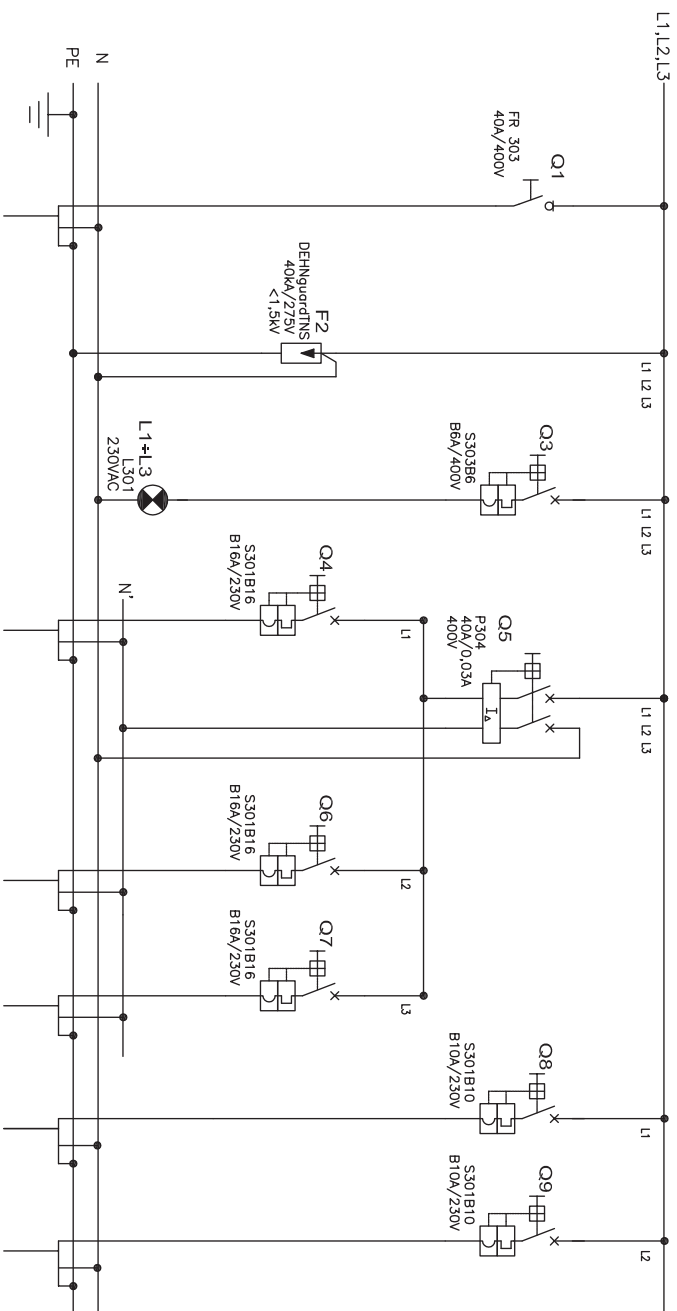 L1,L2,L3
N
PE
Q1
FR 303
40A/400V
F2
DEHNguardTNS
40kA/275V
<1,5kV
L1 L2 L3
Q3
S303B6
B6A/400V
L1 L2 L3
L1÷L3
L301
230VAC
Q4
S301B16
B16A/230V
L1
N'
Q5
P304
40A/0,03A
400V
I△
L1 L2 L3
Q6
S301B16
B16A/230V
L2
Q7
S301B16
B16A/230V
L3
Q8
S301B10
B10A/230V
L1
Q9
S301B10
B10A/230V
L2